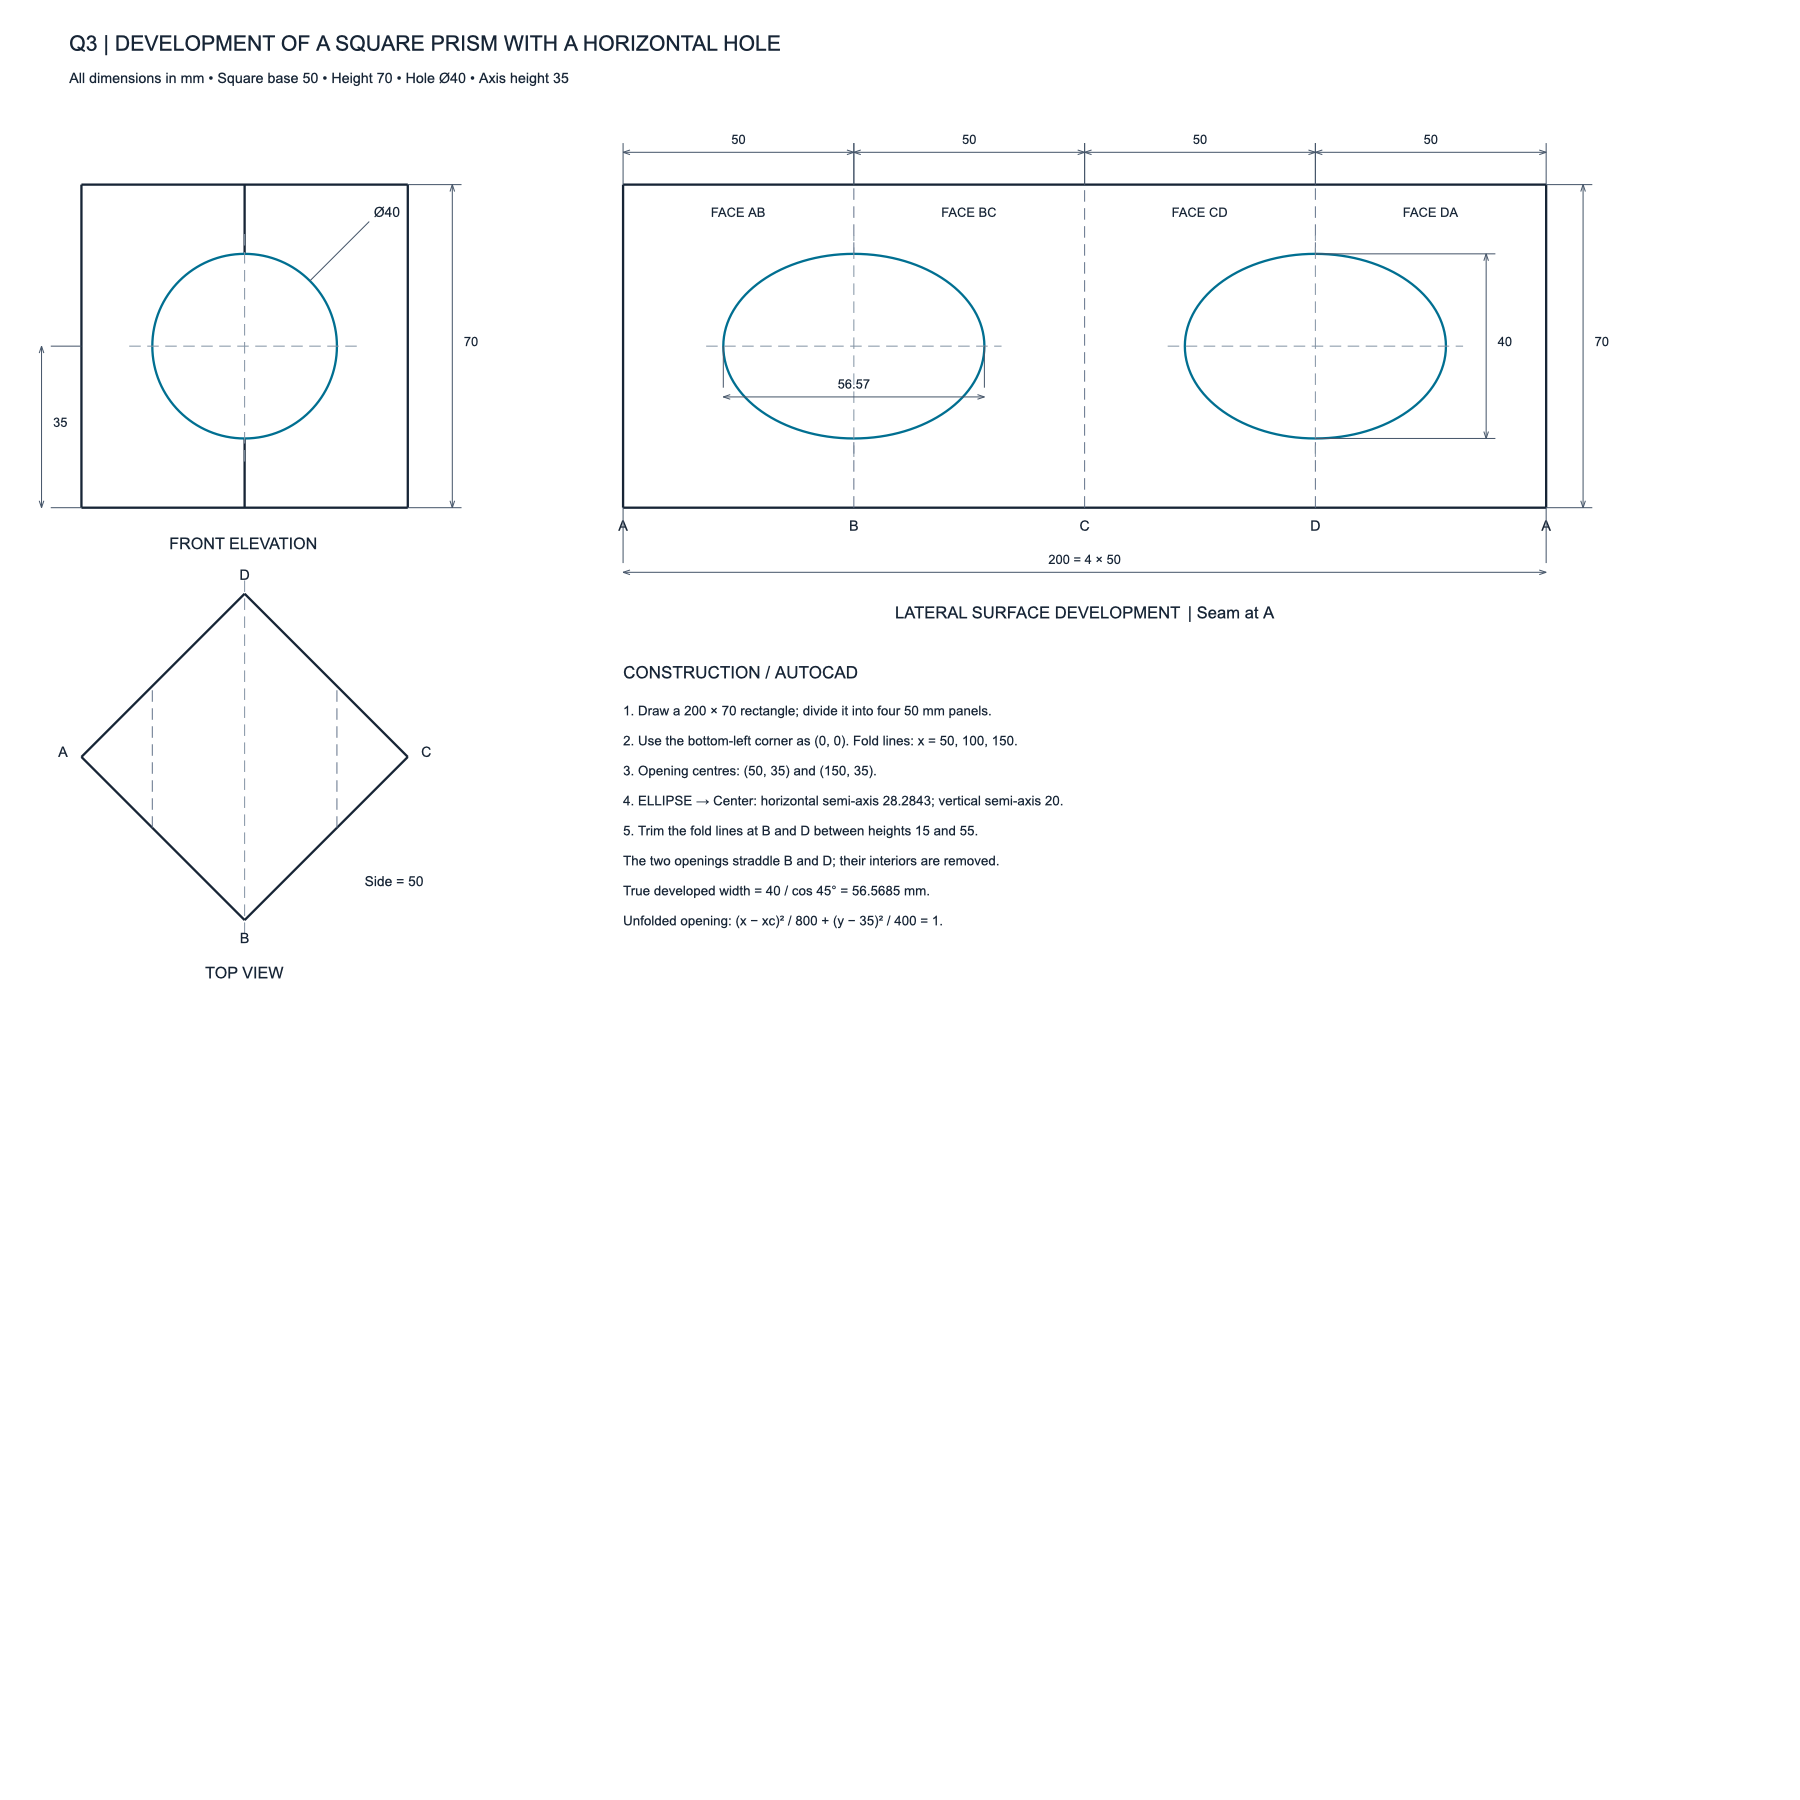 Q3 | DEVELOPMENT OF A SQUARE PRISM WITH A HORIZONTAL HOLE
All dimensions in mm • Square base 50 • Height 70 • Hole Ø40 • Axis height 35
50 50 50 50
Ø40
70
35
FRONT ELEVATION
FACE AB FACE BC FACE CD FACE DA
56.57
40
70
A B C D A
200 = 4 × 50
LATERAL SURFACE DEVELOPMENT | Seam at A
D
A
C
B
Side = 50
TOP VIEW
CONSTRUCTION / AUTOCAD
1. Draw a 200 × 70 rectangle; divide it into four 50 mm panels.
2. Use the bottom-left corner as (0, 0). Fold lines: x = 50, 100, 150.
3. Opening centres: (50, 35) and (150, 35).
4. ELLIPSE → Center: horizontal semi-axis 28.2843; vertical semi-axis 20.
5. Trim the fold lines at B and D between heights 15 and 55.
The two openings straddle B and D; their interiors are removed.
True developed width = 40 / cos 45° = 56.5685 mm.
Unfolded opening: (x − xc)² / 800 + (y − 35)² / 400 = 1.